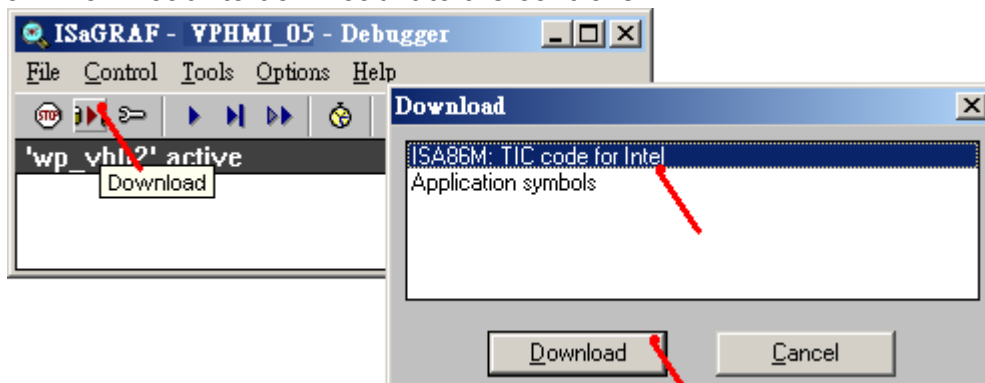 ISaGRAF - VPHMI_05 - Debugger
File Control Tools Options Help
STOP
active
Download
Download
ISA86M: TIC code for Intel
Application symbols
Download Cancel